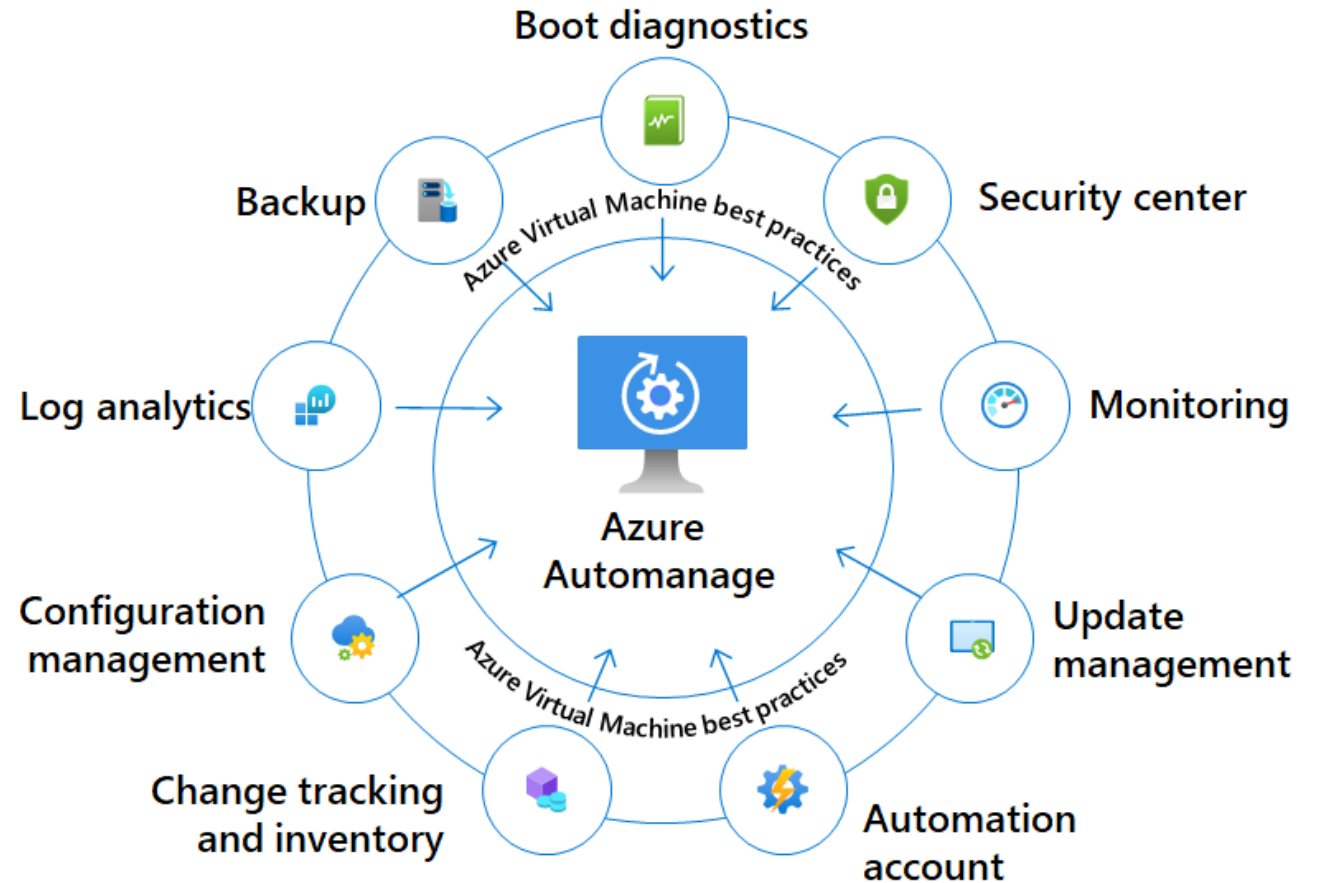 Boot diagnostics
Backup
Azure Virtual Machine best practices
Security center
Log analytics
Monitoring
Azure
Automanage
Configuration
management
Update
management
Azure Virtual Machine best practices
Change tracking
and inventory
Automation
account